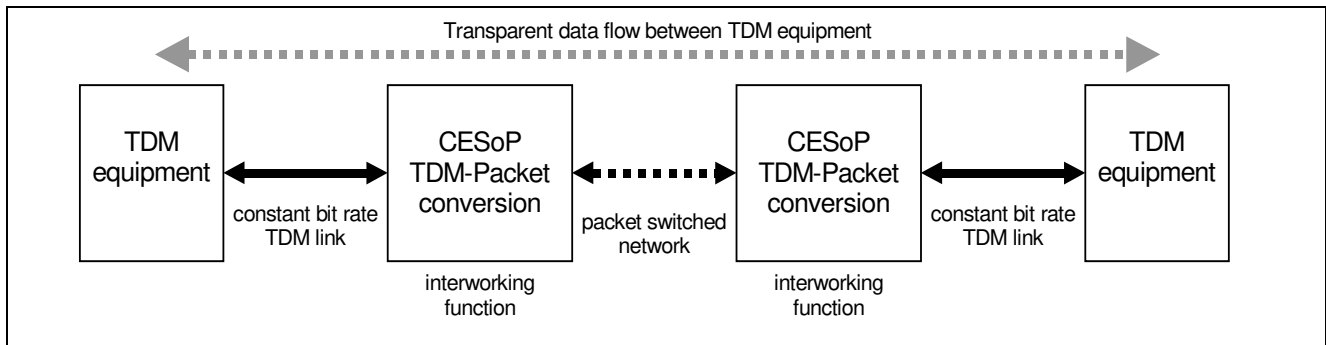 Transparent data flow between TDM equipment
TDM
equipment
constant bit rate
TDM link
CESoP
TDM-Packet
conversion
interworking
function
packet switched
network
CESoP
TDM-Packet
conversion
interworking
function
constant bit rate
TDM link
TDM
equipment